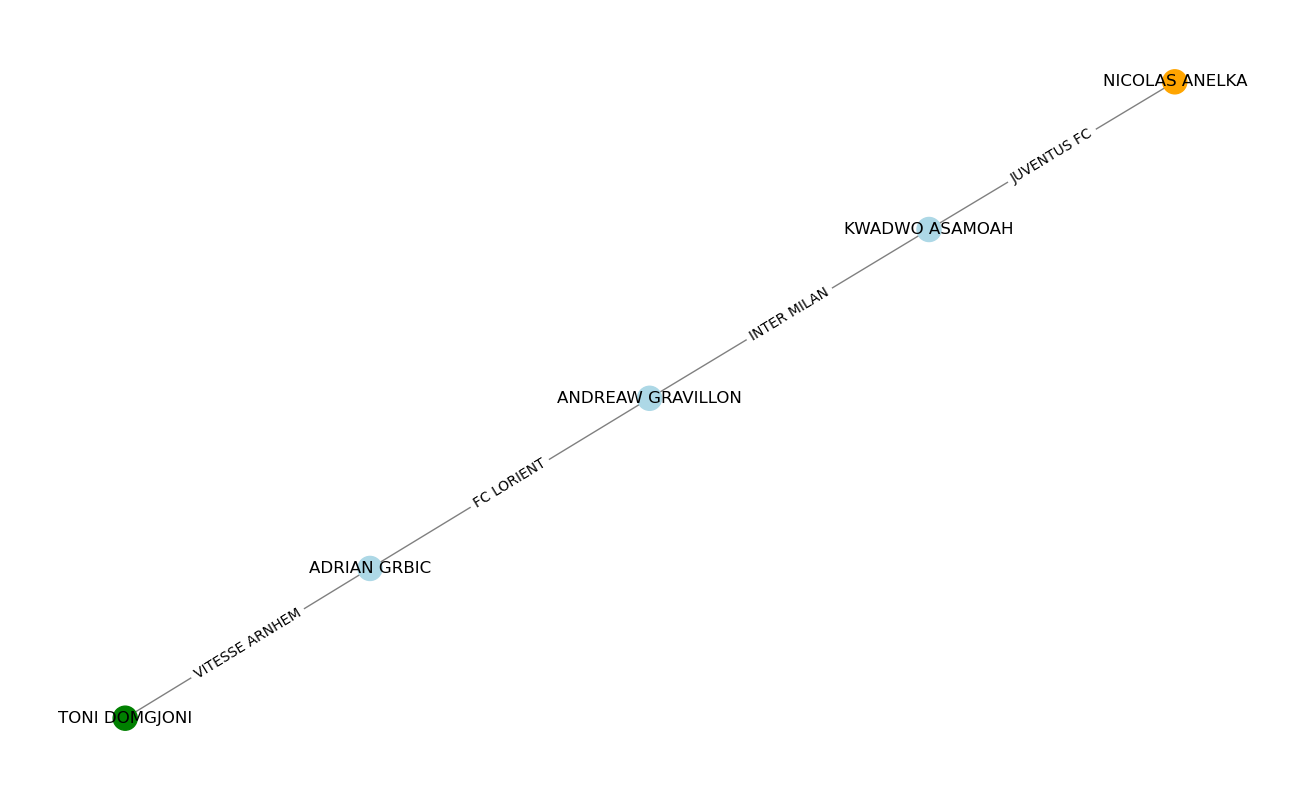 NICOLAS ANELKA
JUVENTUS FC
KWADWO ASAMOAH
INTER MILAN
ANDREAW GRAVILLON
FC LORIENT
ADRIAN GRBIC
VITESSE ARNHEM
TONI DOMGJONI